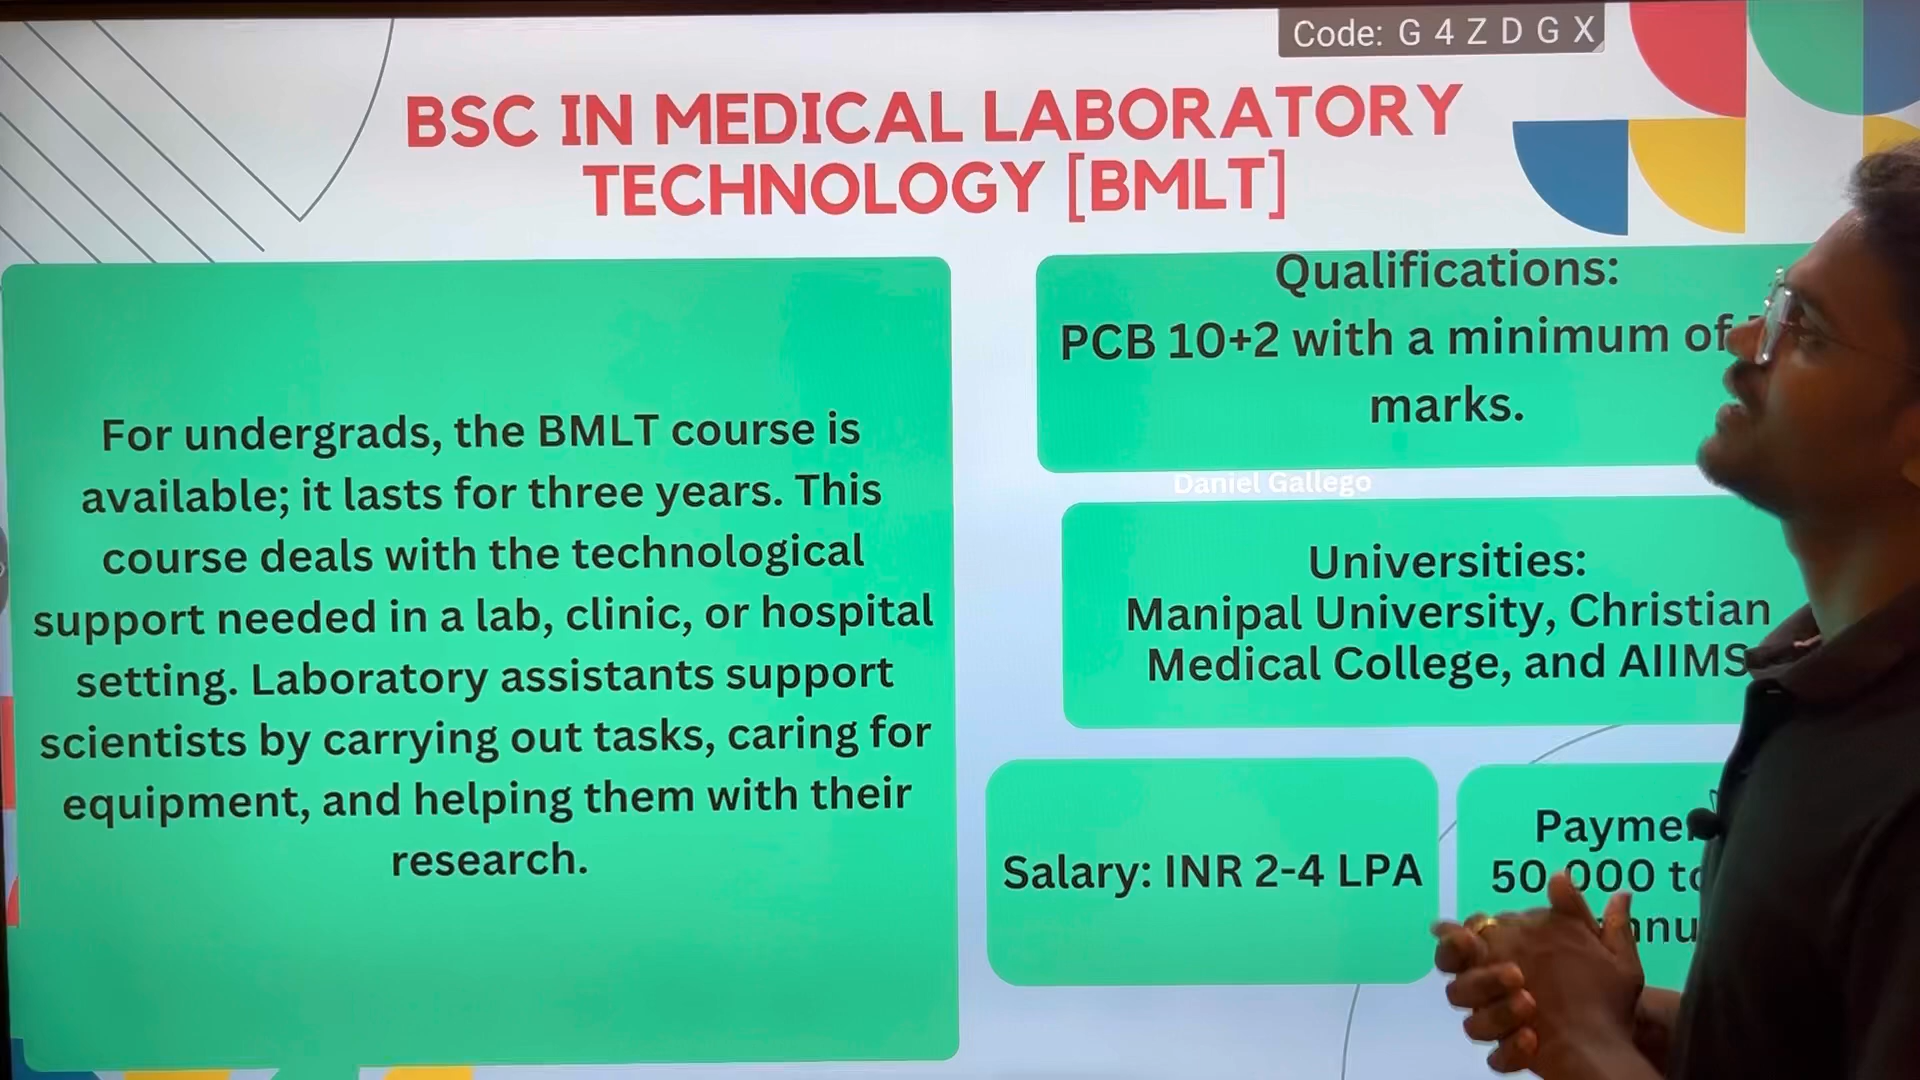 Code: G 4 Z D G X
BSC IN MEDICAL LABORATORY
TECHNOLOGY [BMLT]
For undergrads, the BMLT course is
available; it lasts for three years. This
course deals with the technological
support needed in a lab, clinic, or hospital
setting. Laboratory assistants support
scientists by carrying out tasks, caring for
equipment, and helping them with their
research.
Qualifications:
PCB 10+2 with a minimum of
marks.
Daniel Gallego
Universities:
Manipal University, Christian
Medical College, and AIIMS
Salary: INR 2-4 LPA
50,000 to